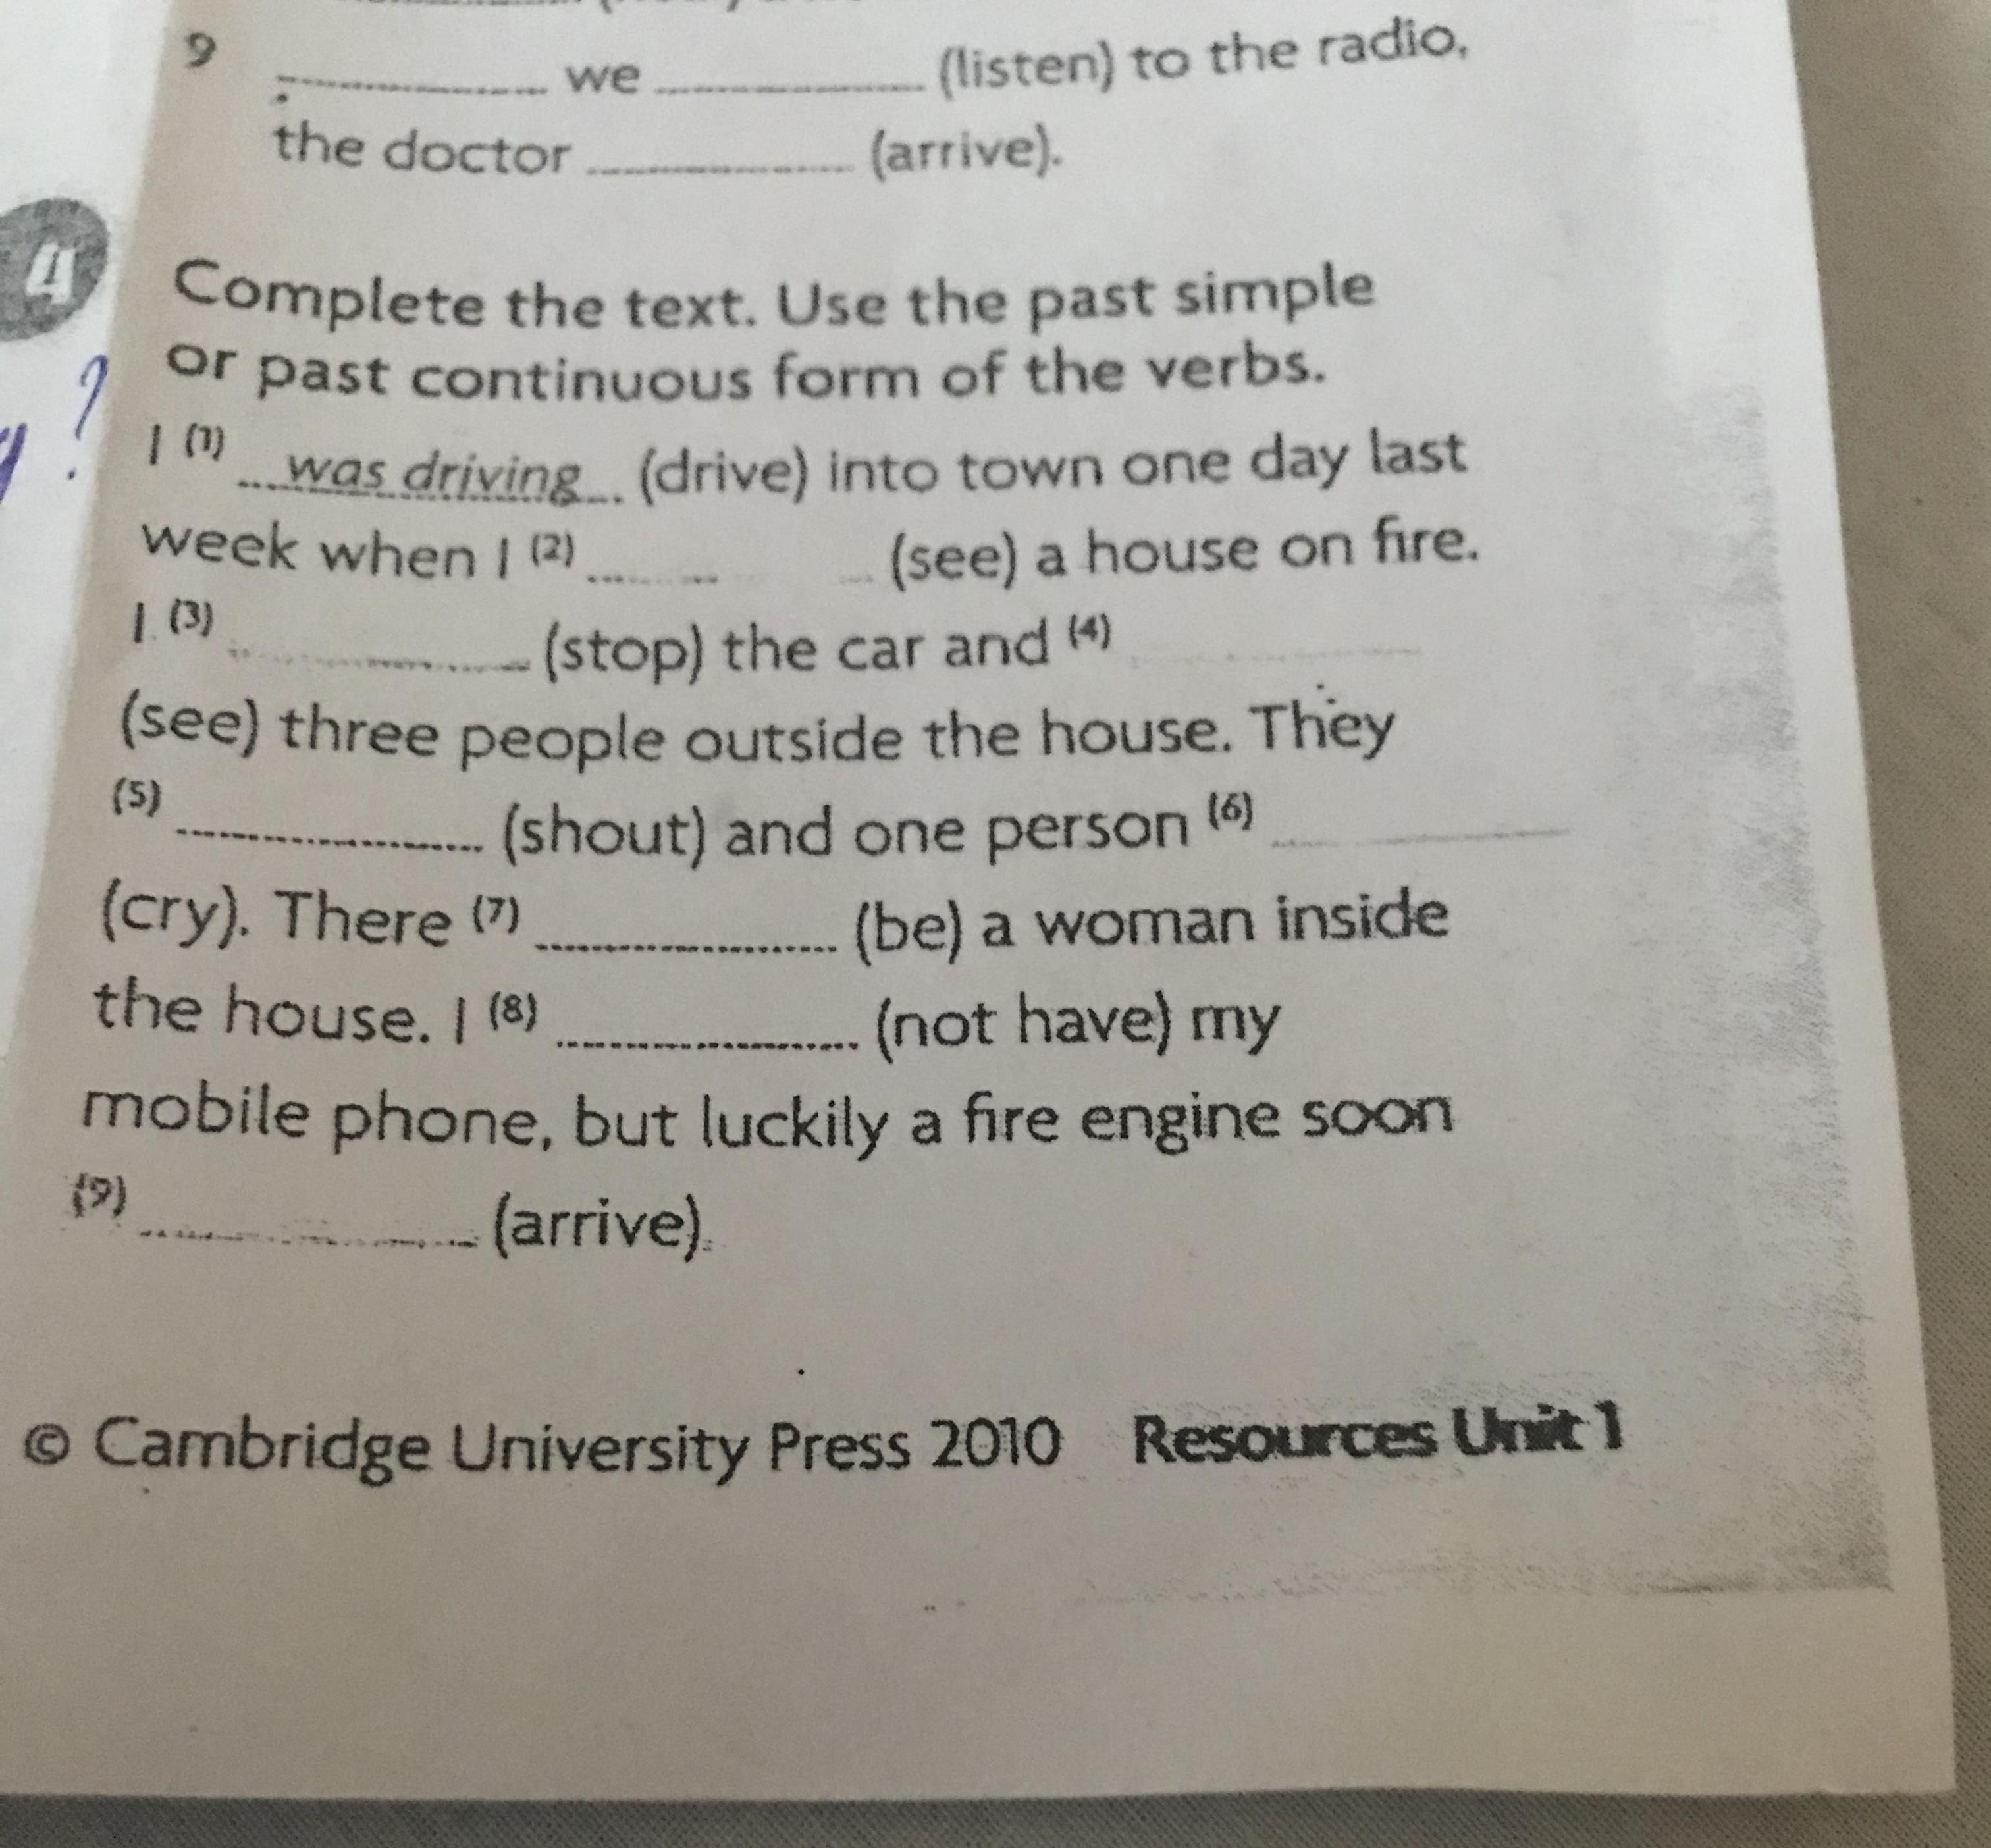 9 we (listen) to the radio,
the doctor (arrive).
4
Complete the text. Use the past simple
or past continuous form of the verbs.
?
I (1) was driving (drive) into town one day last
week when I (2) (see) a house on fire.
I (3) (stop) the car and (4)
(see) three people outside the house. They
(5) (shout) and one person (6)
(cry). There (7) (be) a woman inside
the house. I (8) (not have) my
mobile phone, but luckily a fire engine soon
(9) (arrive).
© Cambridge University Press 2010 Resources Unit 1